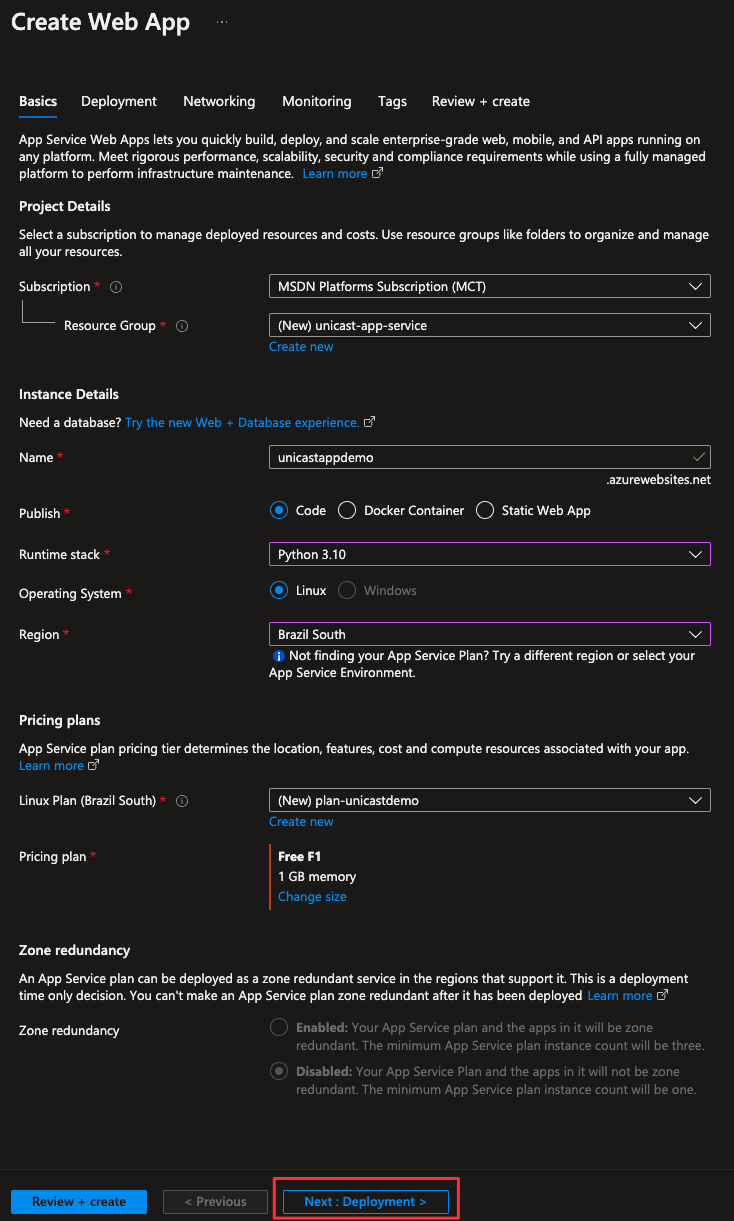 Create Web App ...
Basics Deployment Networking Monitoring Tags Review + create
App Service Web Apps lets you quickly build, deploy, and scale enterprise-grade web, mobile, and API apps running on
any platform. Meet rigorous performance, scalability, security and compliance requirements while using a fully managed
platform to perform infrastructure maintenance. Learn more
Project Details
Select a subscription to manage deployed resources and costs. Use resource groups like folders to organize and manage
all your resources.
Subscription * MSDN Platforms Subscription (MCT)
Resource Group * (New) unicast-app-service
Create new
Instance Details
Need a database? Try the new Web + Database experience.
Name * unicastappdemo
.azurewebsites.net
Publish * Code Docker Container Static Web App
Runtime stack * Python 3.10
Operating System * Linux Windows
Region * Brazil South
Not finding your App Service Plan? Try a different region or select your
App Service Environment.
Pricing plans
App Service plan pricing tier determines the location, features, cost and compute resources associated with your app.
Learn more
Linux Plan (Brazil South) * (New) plan-unicastdemo
Create new
Pricing plan * Free F1
1 GB memory
Change size
Zone redundancy
An App Service plan can be deployed as a zone redundant service in the regions that support it. This is a deployment
time only decision. You can't make an App Service plan zone redundant after it has been deployed Learn more
Zone redundancy Enabled: Your App Service plan and the apps in it will be zone
redundant. The minimum App Service plan instance count will be three.
Disabled: Your App Service Plan and the apps in it will not be zone
redundant. The minimum App Service plan instance count will be one.
Review + create < Previous Next : Deployment >